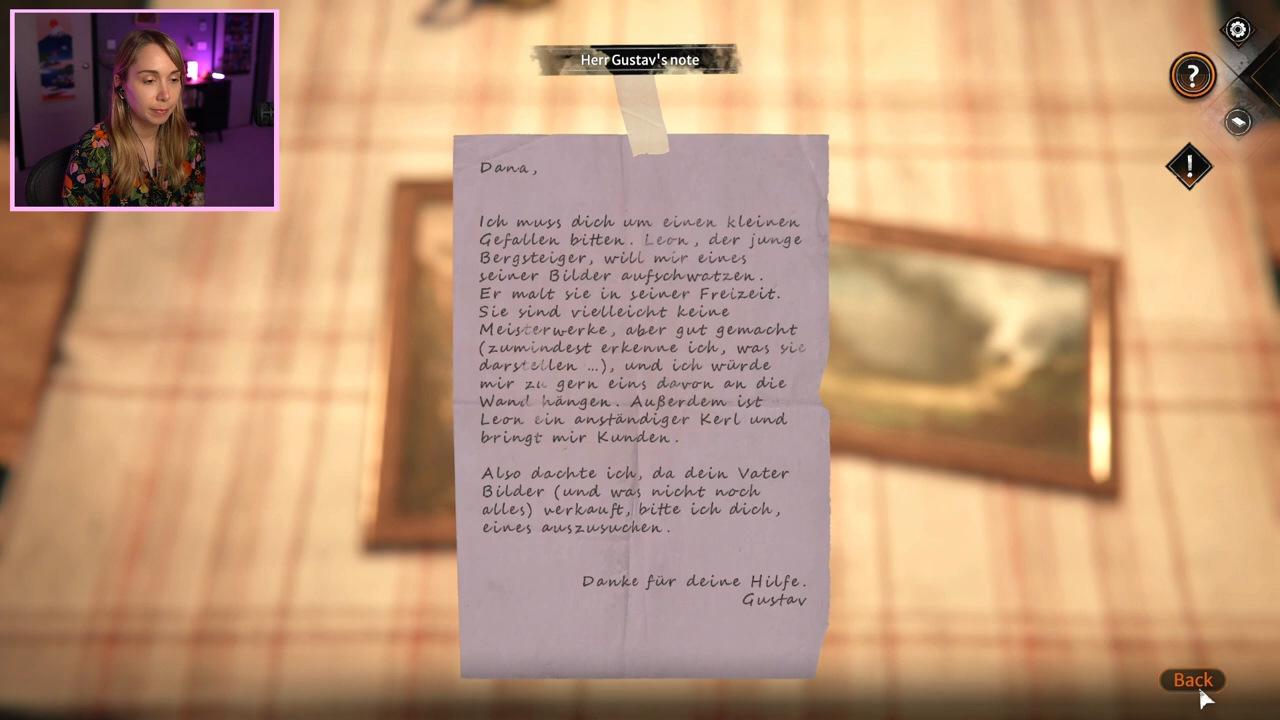 Herr Gustav's note
Dana,
Ich muss dich um einen kleinen
Gefallen bitten. Leon, der junge
Bergsteiger, will mir eines
seiner Bilder aufschwatzen.
Er malt sie in seiner Freizeit.
Sie sind vielleicht keine
Meisterwerke, aber gut gemacht
(zumindest erkenne ich, was sie
darstellen ...), und ich würde
mir zu gern eins davon an die
Wand hängen. Außerdem ist
Leon ein anständiger Kerl und
bringt mir Kunden.
Also dachte ich, da dein Vater
Bilder (und was nicht noch
alles) verkauft, bitte ich dich,
eines auszusuchen.
Danke für deine Hilfe.
Gustav
?
!
Back